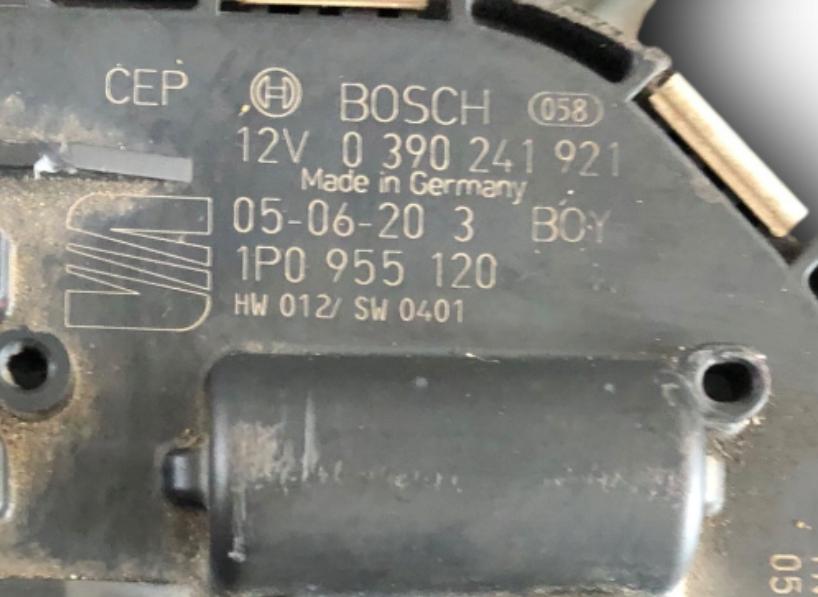 CEP BOSCH 058
12V 0 390 241 921
Made in Germany
05-06-20 3 BOY
1P0 955 120
HW 012/ SW 0401
05